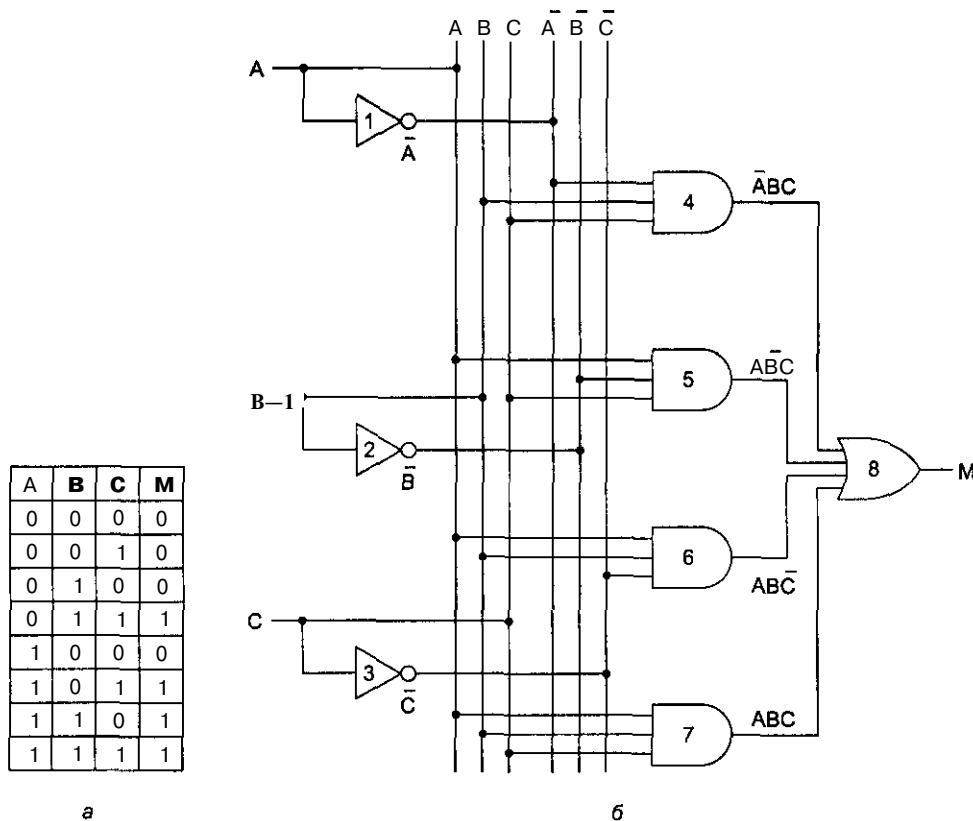 A B C Ā B̄ C̄
A
1
Ā
4
ĀBC
5
AB̄C
B—1
2
B̄
8
M
6
ABC̄
C
3
C̄
7
ABC
A B C M
0 0 0 0
0 0 1 0
0 1 0 0
0 1 1 1
1 0 0 0
1 0 1 1
1 1 0 1
1 1 1 1
а
б